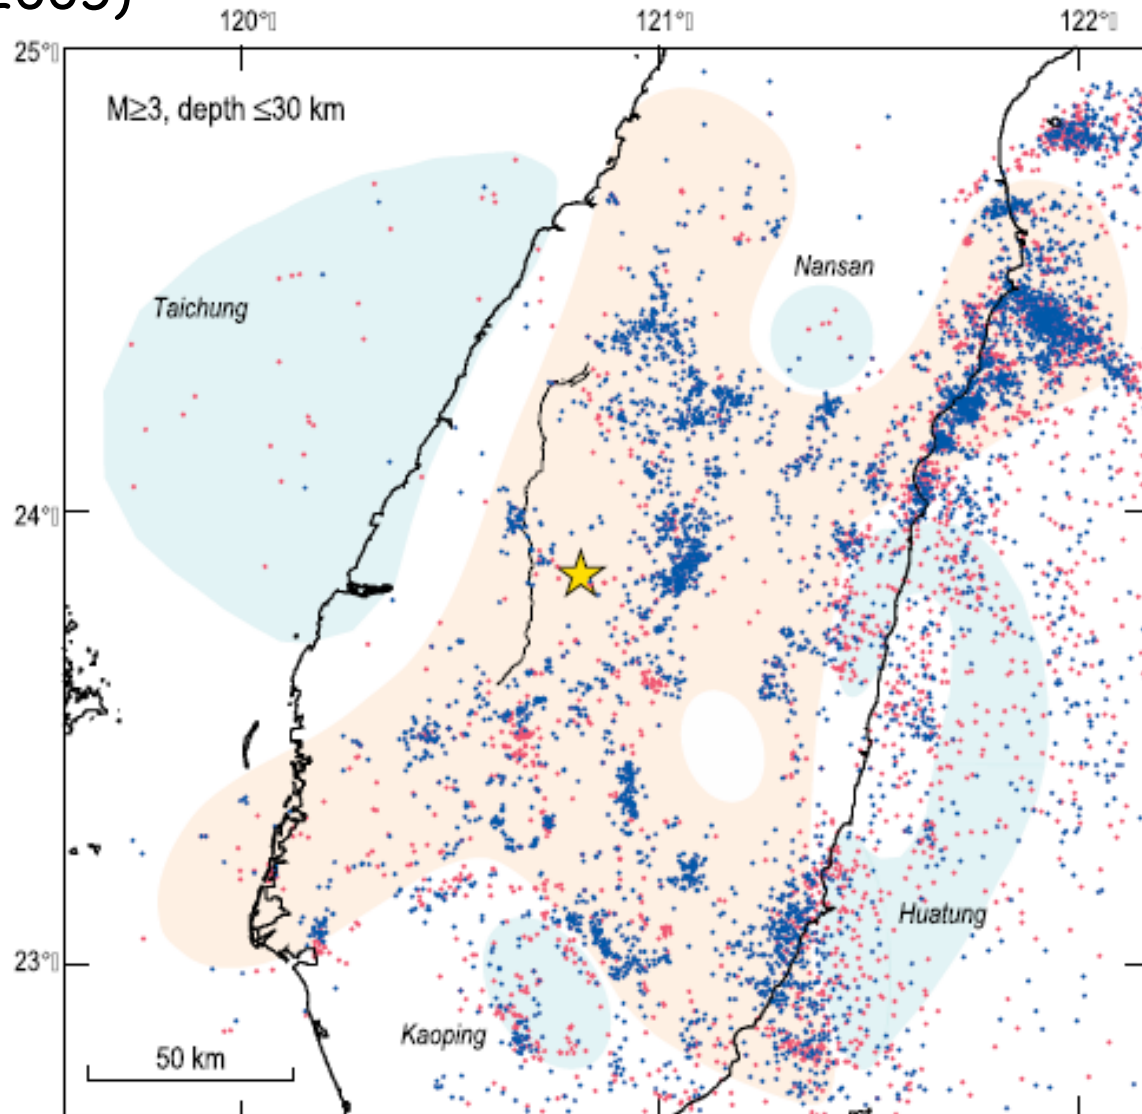 120°
121°
122°
25°
M≥3, depth ≤30 km
Nansan
Taichung
24°
Huatung
23°
Kaoping
50 km